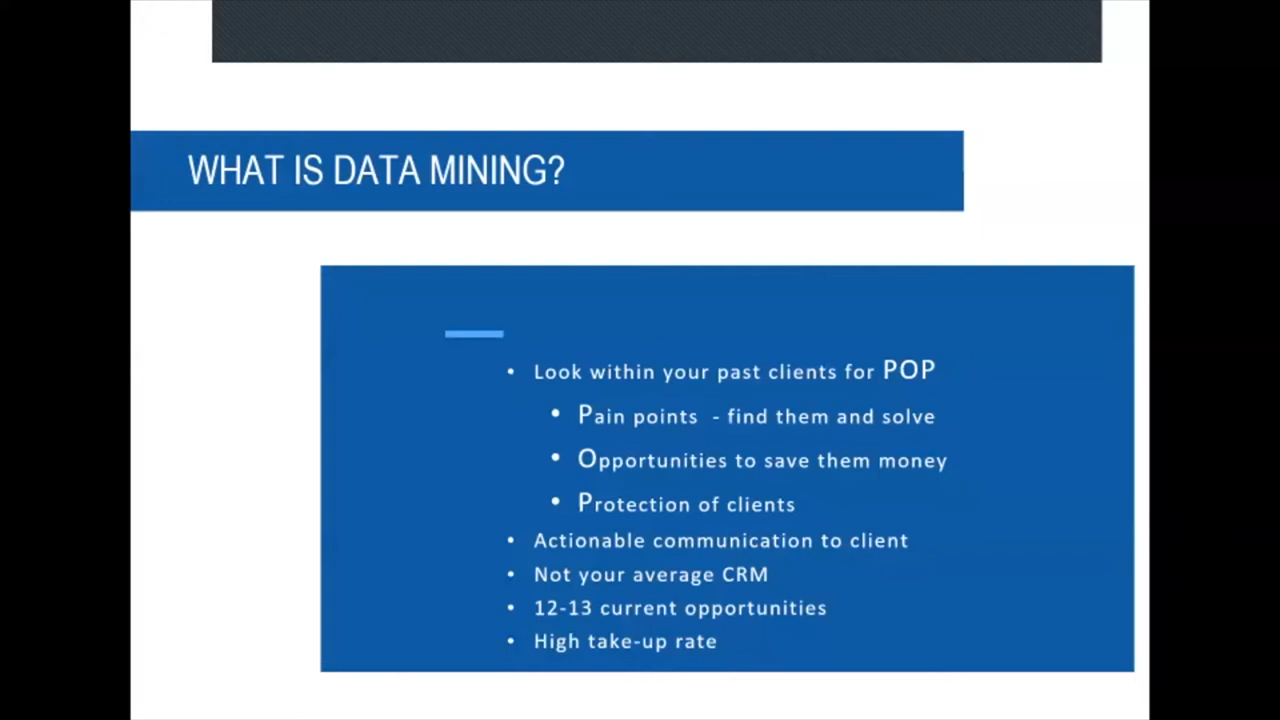 WHAT IS DATA MINING?
• Look within your past clients for POP
• Pain points - find them and solve
• Opportunities to save them money
• Protection of clients
• Actionable communication to client
• Not your average CRM
• 12-13 current opportunities
• High take-up rate